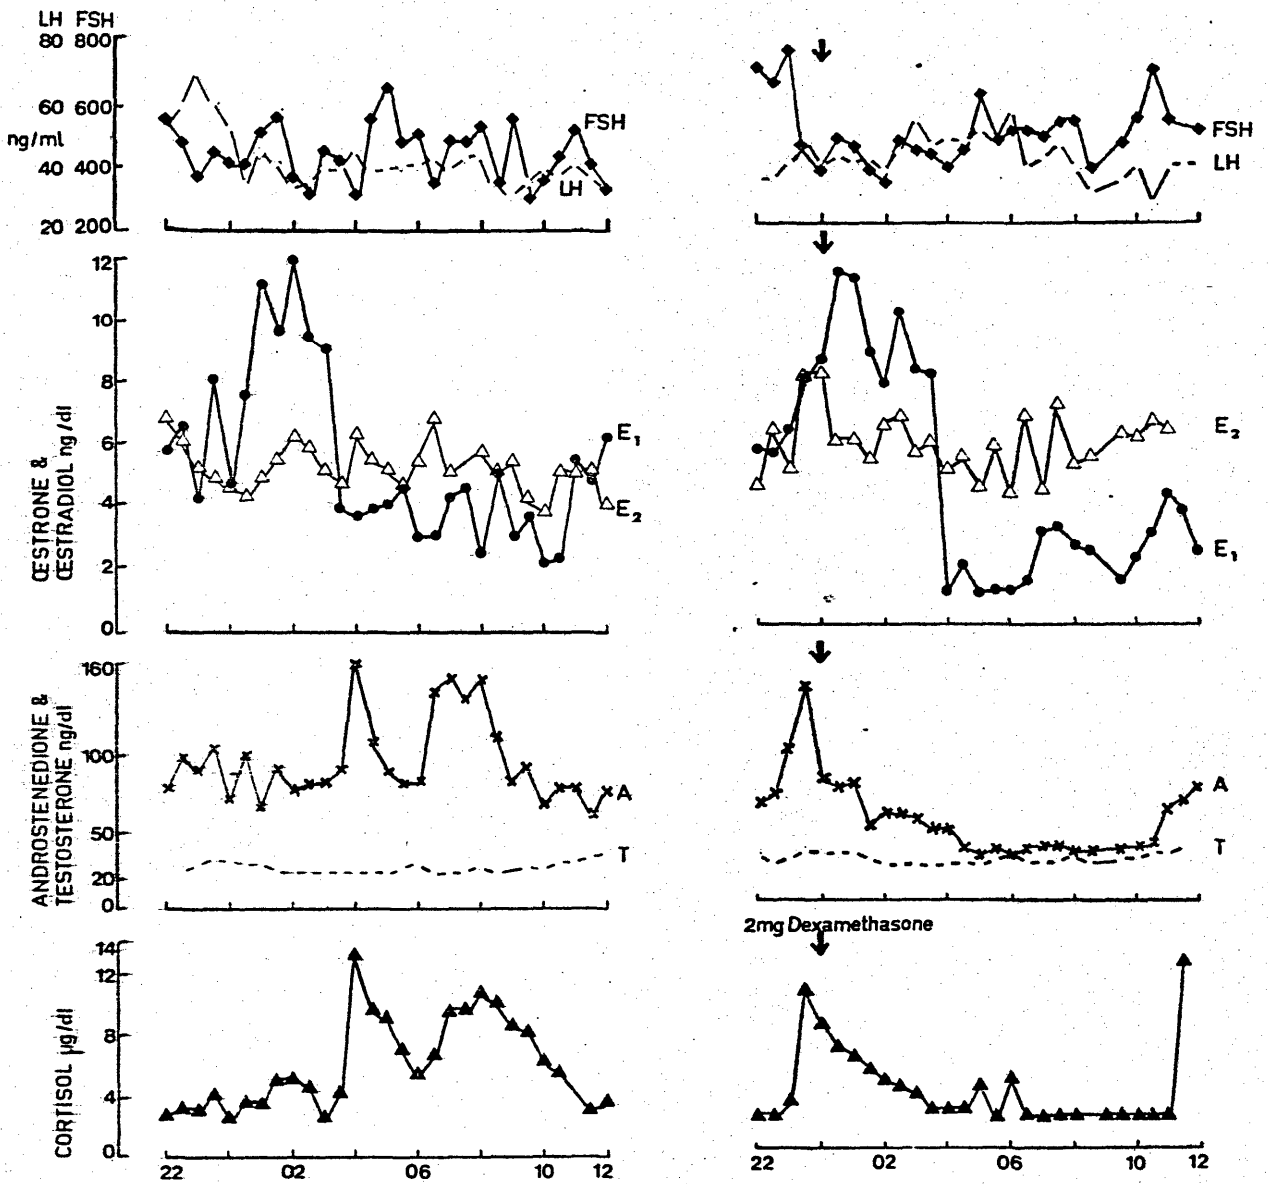 LH FSH
80 800
60 600
ng/ml
40 400
20 200
FSH
LH
FSH
LH
12
10
8
6
4
2
0
ŒSTRONE &
ŒSTRADIOL ng/dl
E₁
E₂
E₂
E₁
160
100
50
20
0
ANDROSTENEDIONE &
TESTOSTERONE ng/dl
A
T
A
T
2mg Dexamethasone
14
12
8
4
0
CORTISOL µg/dl
22 02 06 10 12
22 02 06 10 12